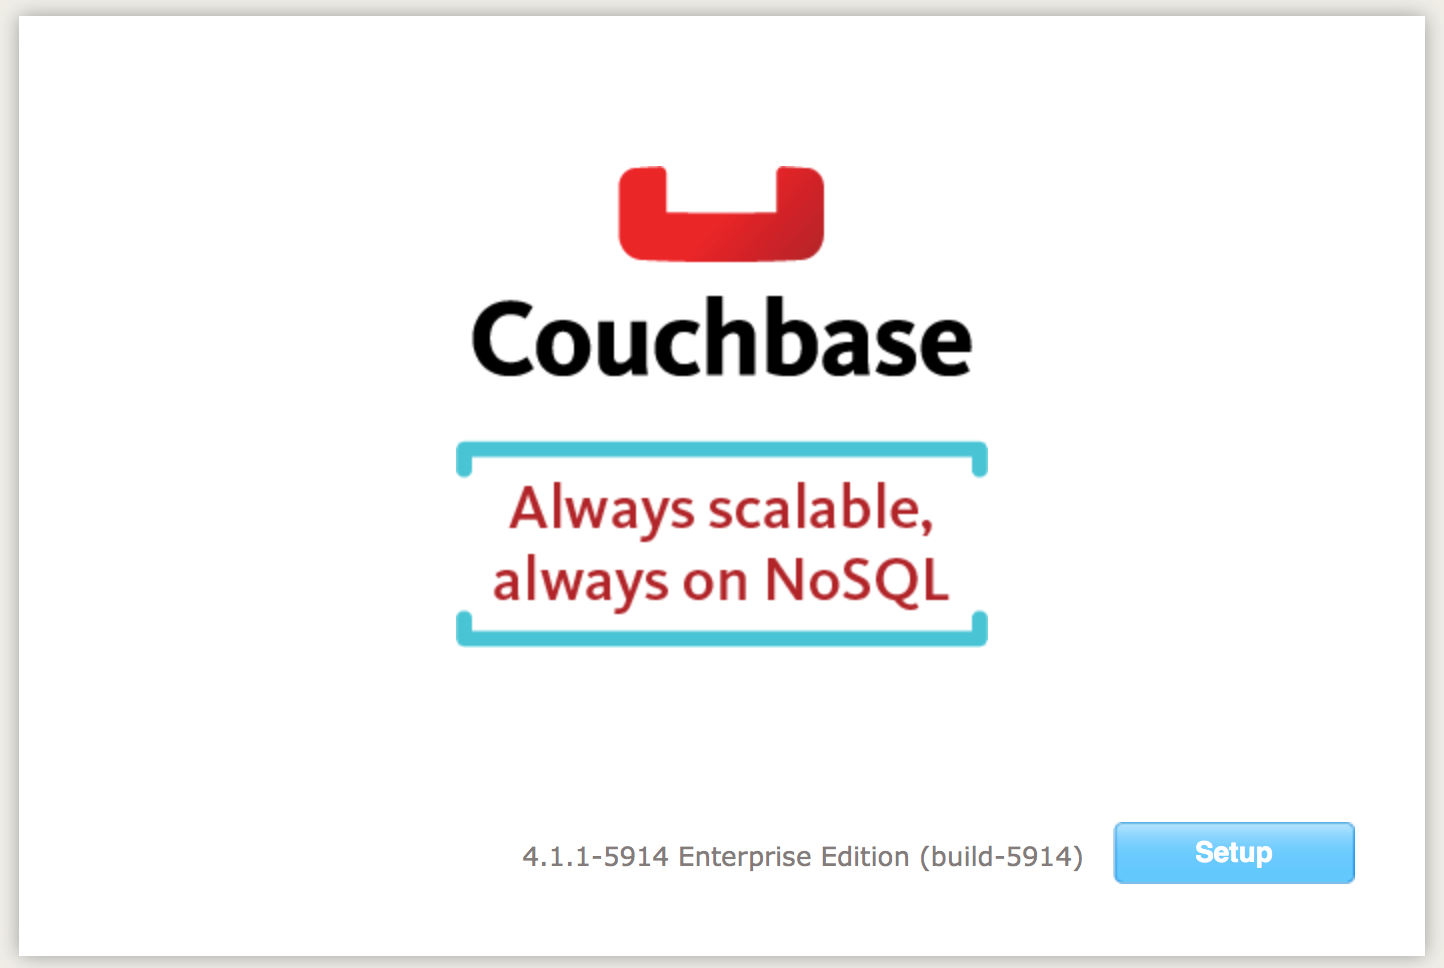 Couchbase
Always scalable,
always on NoSQL
4.1.1-5914 Enterprise Edition (build-5914)
Setup